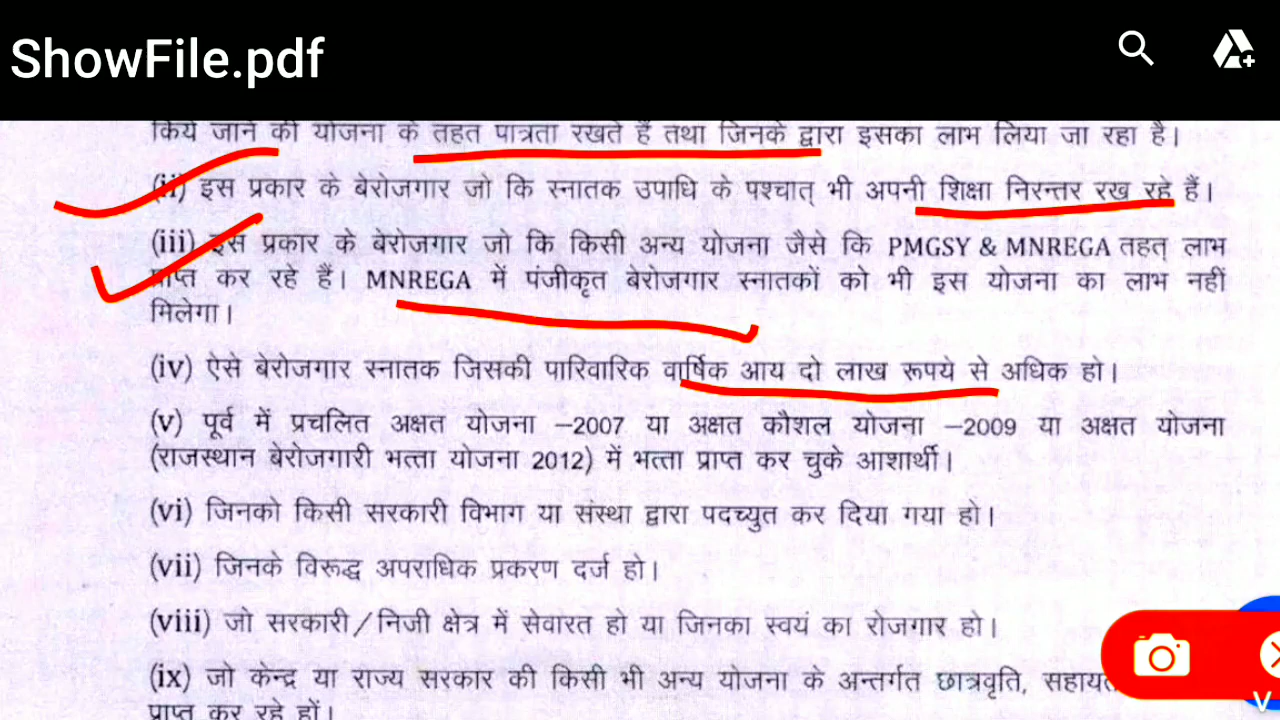 ShowFile.pdf
किये जाने की योजना के तहत पात्रता रखते हैं तथा जिनके द्वारा इसका लाभ लिया जा रहा है।
(ii) इस प्रकार के बेरोजगार जो कि स्नातक उपाधि के पश्चात् भी अपनी शिक्षा निरन्तर रख रहे हैं।
(iii) इस प्रकार के बेरोजगार जो कि किसी अन्य योजना जैसे कि PMGSY & MNREGA तहत लाभ
प्राप्त कर रहे हैं। MNREGA में पंजीकृत बेरोजगार स्नातकों को भी इस योजना का लाभ नहीं
मिलेगा।
(iv) ऐसे बेरोजगार स्नातक जिसकी पारिवारिक वार्षिक आय दो लाख रूपये से अधिक हो।
(v) पूर्व में प्रचलित अक्षत योजना –2007 या अक्षत कौशल योजना –2009 या अक्षत योजना
(राजस्थान बेरोजगारी भत्ता योजना 2012) में भत्ता प्राप्त कर चुके आशार्थी।
(vi) जिनको किसी सरकारी विभाग या संस्था द्वारा पदच्युत कर दिया गया हो।
(vii) जिनके विरूद्ध अपराधिक प्रकरण दर्ज हो।
(viii) जो सरकारी/निजी क्षेत्र में सेवारत हो या जिनका स्वयं का रोजगार हो।
(ix) जो केन्द्र या राज्य सरकार की किसी भी अन्य योजना के अन्तर्गत छात्रवृति,
प्राप्त कर रहे हों।